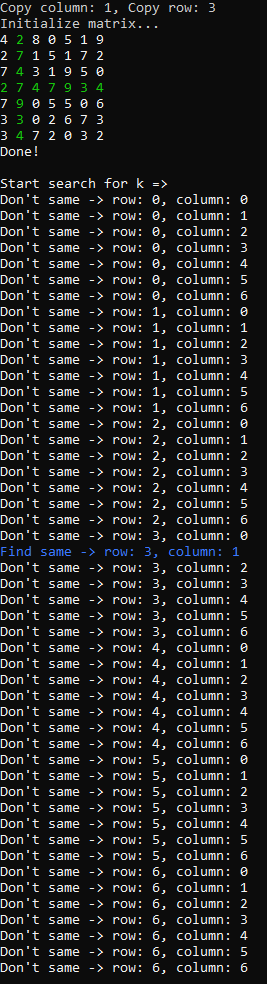 Copy column: 1, Copy row: 3
Initialize matrix...
4 2 8 0 5 1 9
2 7 1 5 1 7 2
7 4 3 1 9 5 0
2 7 4 7 9 3 4
7 9 0 5 5 0 6
3 3 0 2 6 7 3
3 4 7 2 0 3 2
Done!
Start search for k =>
Don't same -> row: 0, column: 0
Don't same -> row: 0, column: 1
Don't same -> row: 0, column: 2
Don't same -> row: 0, column: 3
Don't same -> row: 0, column: 4
Don't same -> row: 0, column: 5
Don't same -> row: 0, column: 6
Don't same -> row: 1, column: 0
Don't same -> row: 1, column: 1
Don't same -> row: 1, column: 2
Don't same -> row: 1, column: 3
Don't same -> row: 1, column: 4
Don't same -> row: 1, column: 5
Don't same -> row: 1, column: 6
Don't same -> row: 2, column: 0
Don't same -> row: 2, column: 1
Don't same -> row: 2, column: 2
Don't same -> row: 2, column: 3
Don't same -> row: 2, column: 4
Don't same -> row: 2, column: 5
Don't same -> row: 2, column: 6
Don't same -> row: 3, column: 0
Find same -> row: 3, column: 1
Don't same -> row: 3, column: 2
Don't same -> row: 3, column: 3
Don't same -> row: 3, column: 4
Don't same -> row: 3, column: 5
Don't same -> row: 3, column: 6
Don't same -> row: 4, column: 0
Don't same -> row: 4, column: 1
Don't same -> row: 4, column: 2
Don't same -> row: 4, column: 3
Don't same -> row: 4, column: 4
Don't same -> row: 4, column: 5
Don't same -> row: 4, column: 6
Don't same -> row: 5, column: 0
Don't same -> row: 5, column: 1
Don't same -> row: 5, column: 2
Don't same -> row: 5, column: 3
Don't same -> row: 5, column: 4
Don't same -> row: 5, column: 5
Don't same -> row: 5, column: 6
Don't same -> row: 6, column: 0
Don't same -> row: 6, column: 1
Don't same -> row: 6, column: 2
Don't same -> row: 6, column: 3
Don't same -> row: 6, column: 4
Don't same -> row: 6, column: 5
Don't same -> row: 6, column: 6